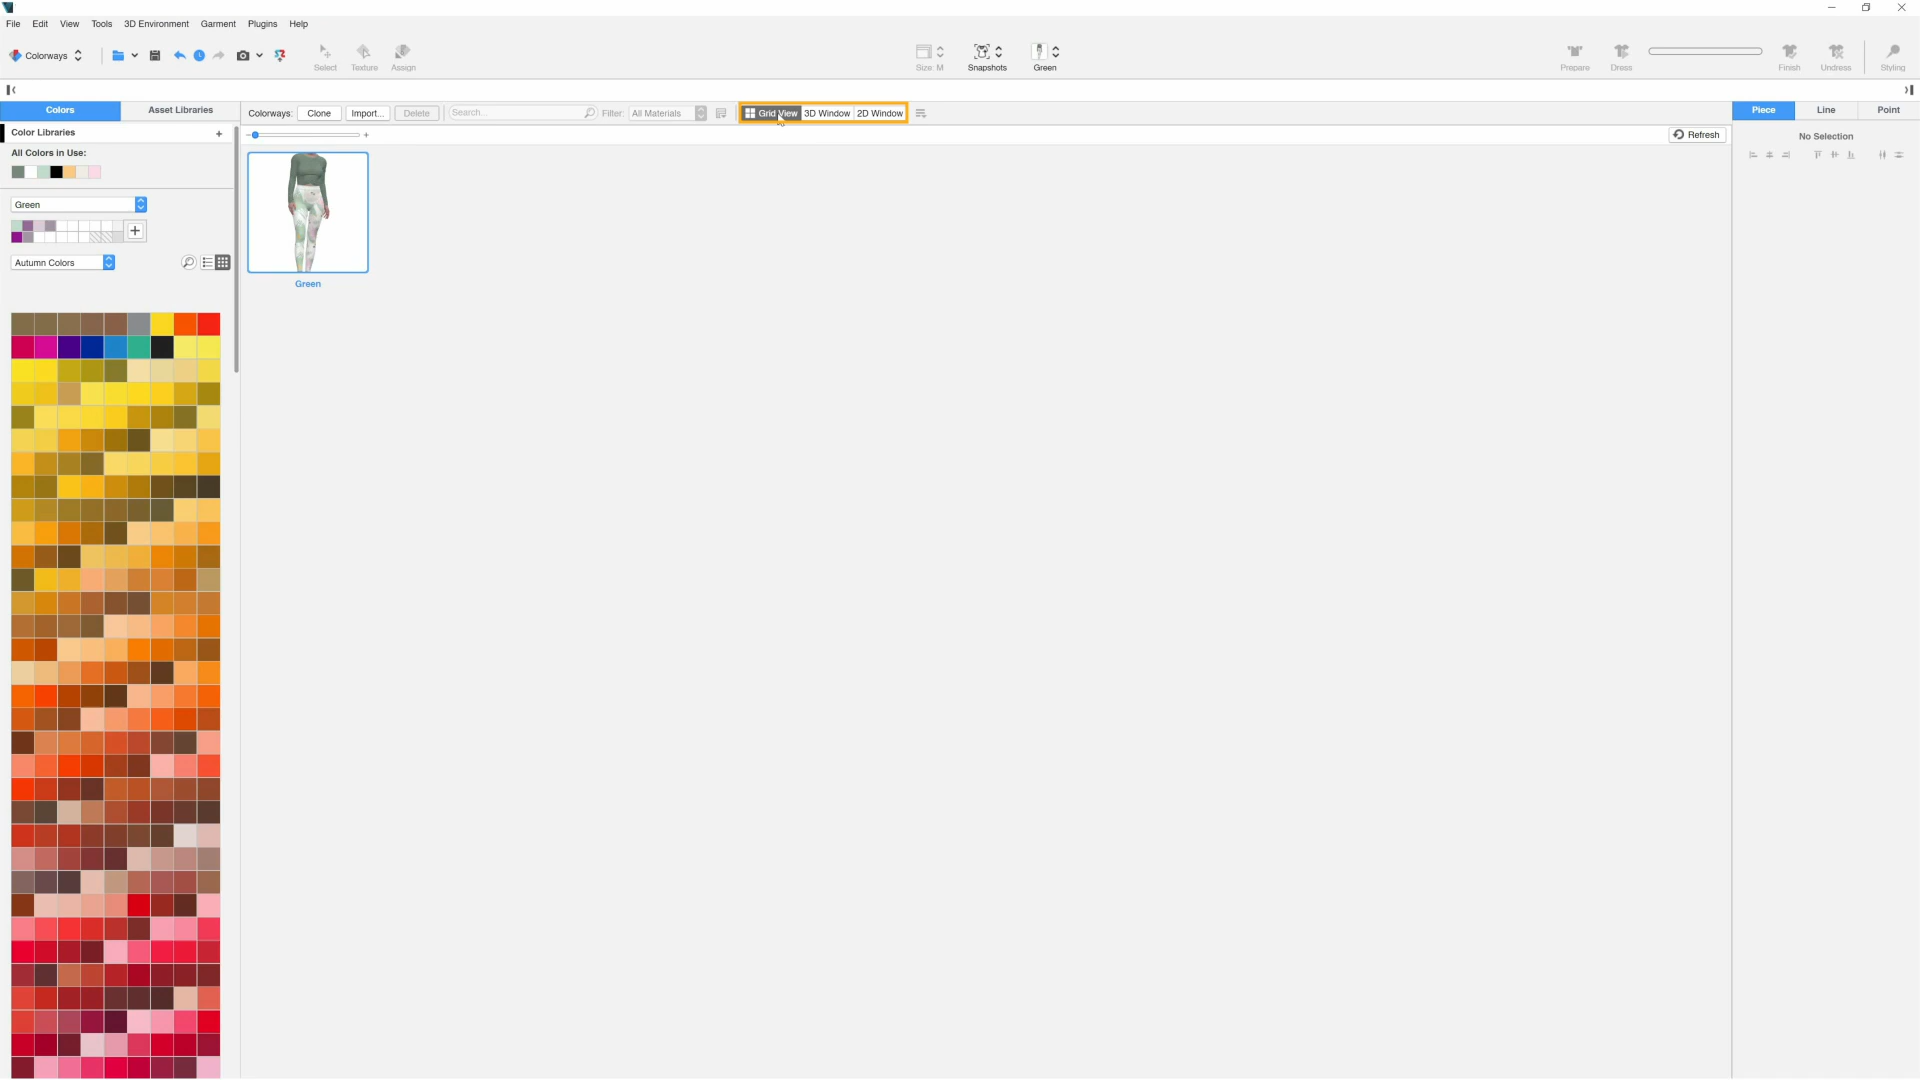 File Edit View Tools 3D Environment Garment Plugins Help
Colorways Select Texture Assign Size: M Snapshots Green Prepare Dress Finish Undress Styling
Colors Asset Libraries Colorways: Clone Import... Delete Search... Filter: All Materials Grid View 3D Window 2D Window Piece Line Point
Color Libraries + Refresh No Selection
All Colors in Use:
Green
Autumn Colors
Green